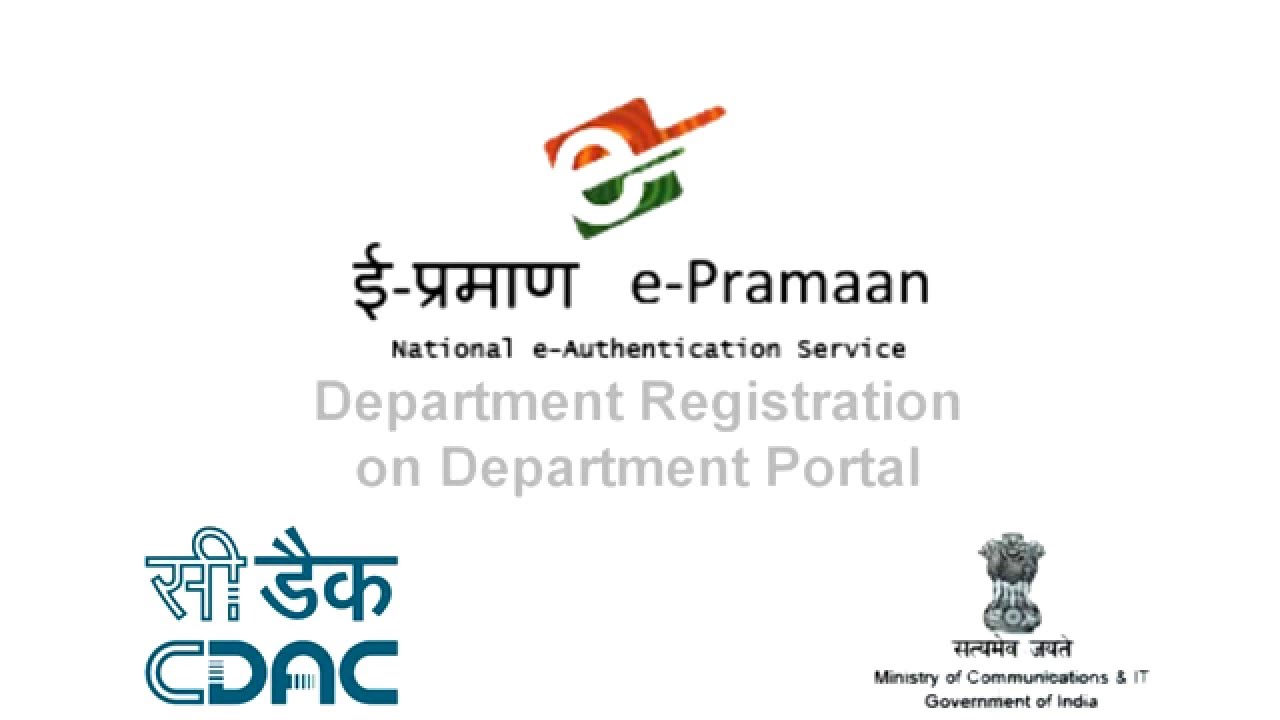 ई-प्रमाण e-Pramaan
National e-Authentication Service
Department Registration
on Department Portal
सी डैक
CDAC
सत्यमेव जयते
Ministry of Communications & IT
Government of India